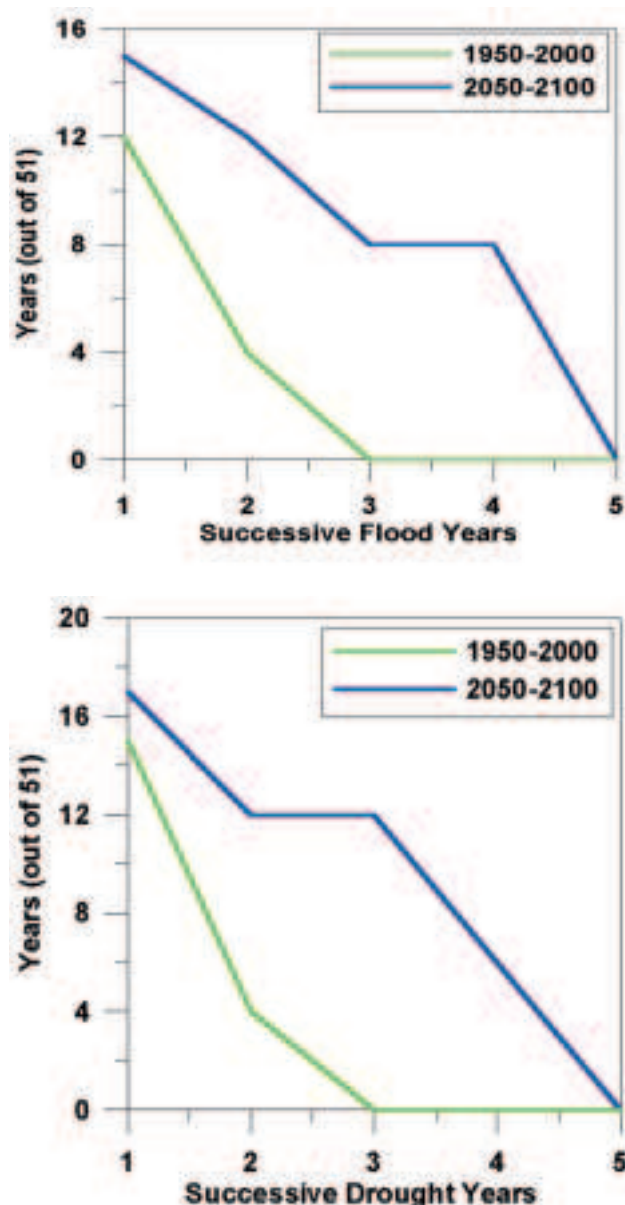 16
1950-2000
2050-2100
12
8
4
0
Years (out of 51)
1 2 3 4 5
Successive Flood Years
20
1950-2000
2050-2100
16
12
8
4
0
Years (out of 51)
1 2 3 4 5
Successive Drought Years